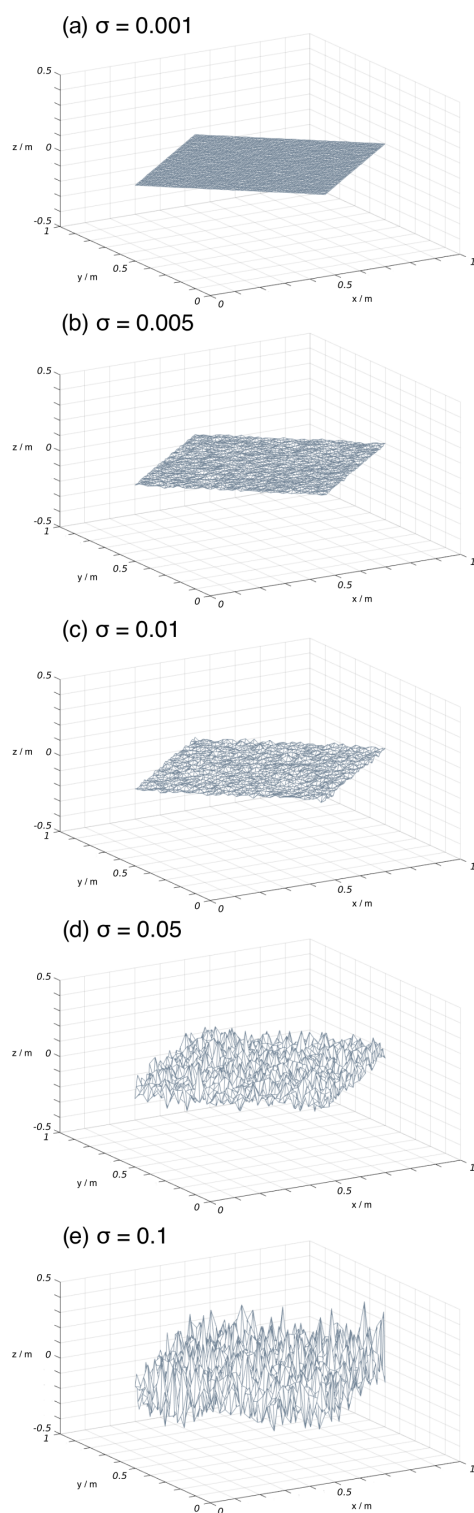 (a) σ = 0.001
0.5
z / m 0
-0.5
1
y / m 0.5
0 0
x / m 0.5
1
(b) σ = 0.005
0.5
z / m 0
-0.5
1
y / m 0.5
0 0
x / m 0.5
1
(c) σ = 0.01
0.5
z / m 0
-0.5
1
y / m 0.5
0 0
x / m 0.5
1
(d) σ = 0.05
0.5
z / m 0
-0.5
1
y / m 0.5
0 0
x / m 0.5
1
(e) σ = 0.1
0.5
z / m 0
-0.5
1
y / m 0.5
0 0
x / m 0.5
1